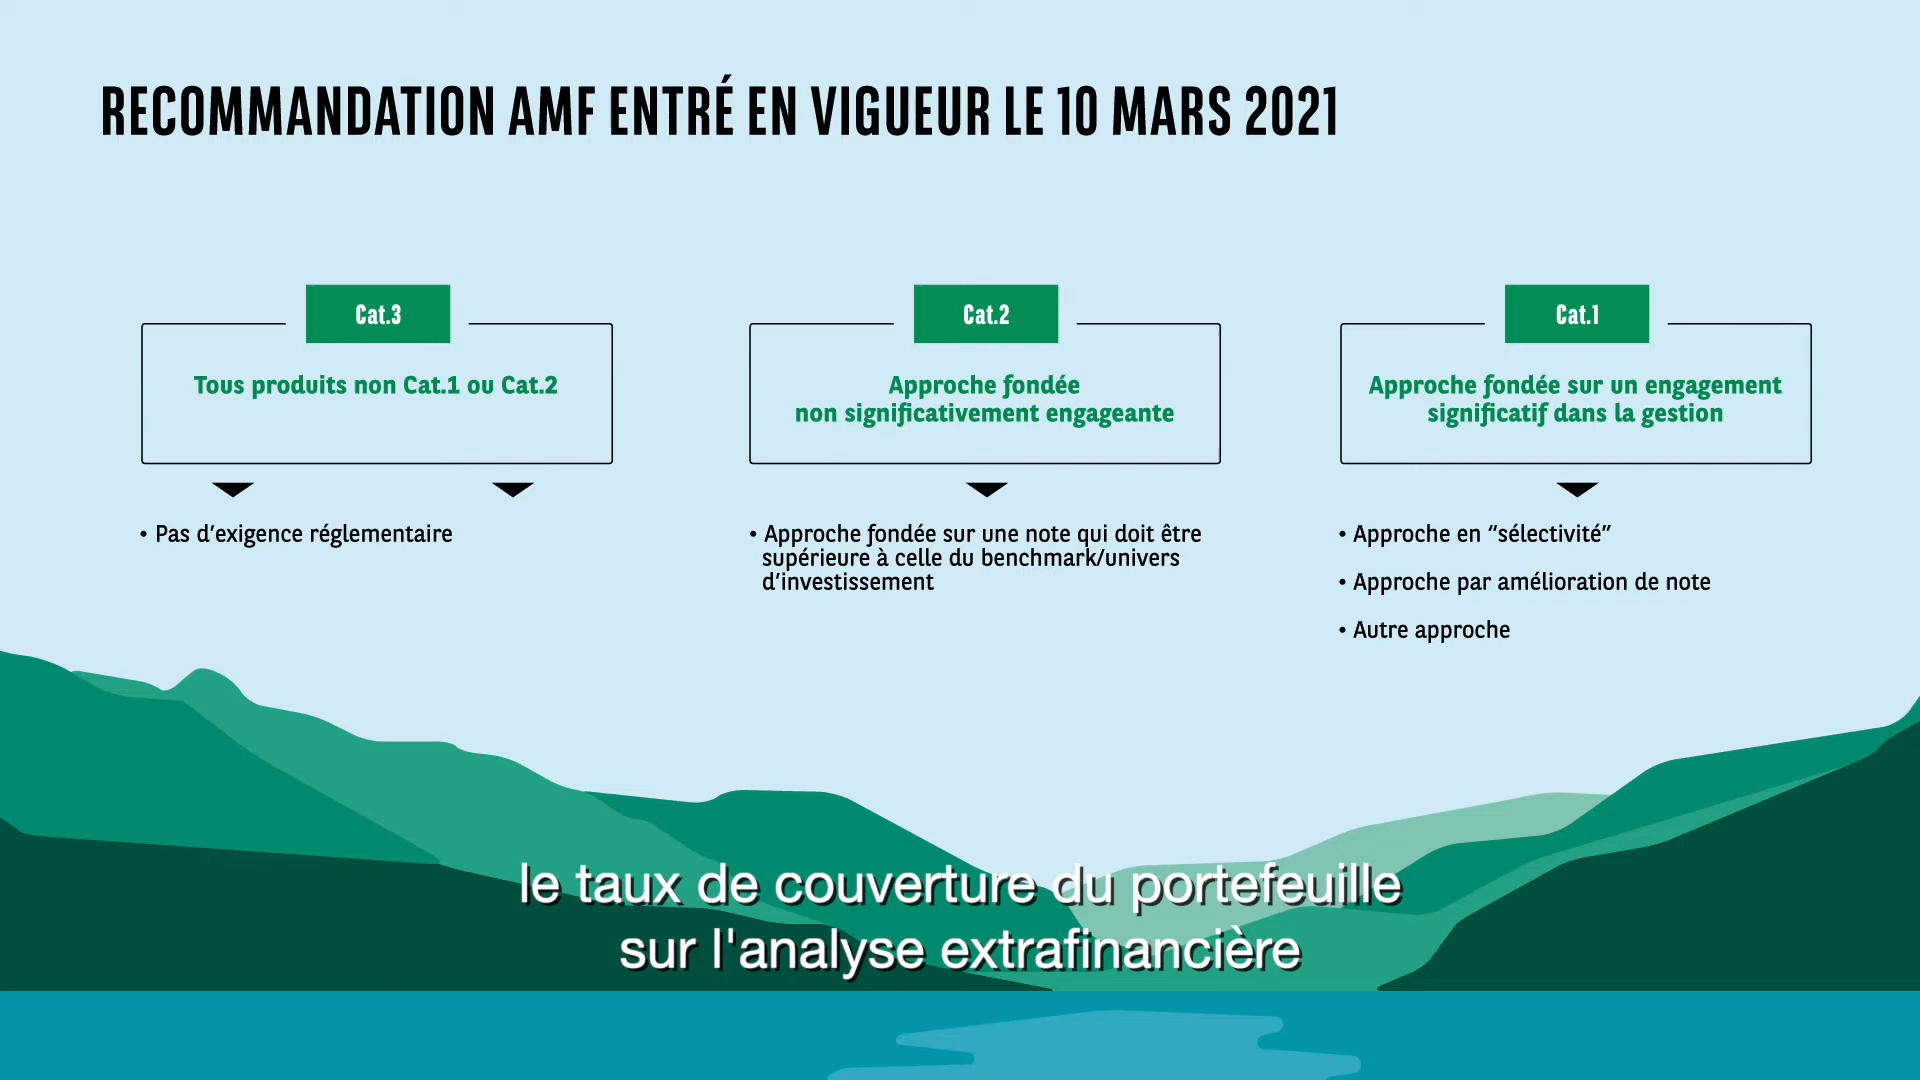 RECOMMANDATION AMF ENTRÉ EN VIGUEUR LE 10 MARS 2021
Cat.3
Tous produits non Cat.1 ou Cat.2
• Pas d’exigence réglementaire
Cat.2
Approche fondée
non significativement engageante
• Approche fondée sur une note qui doit être
supérieure à celle du benchmark/univers
d’investissement
Cat.1
Approche fondée sur un engagement
significatif dans la gestion
• Approche en “sélectivité”
• Approche par amélioration de note
• Autre approche
le taux de couverture du portefeuille
sur l'analyse extrafinancière